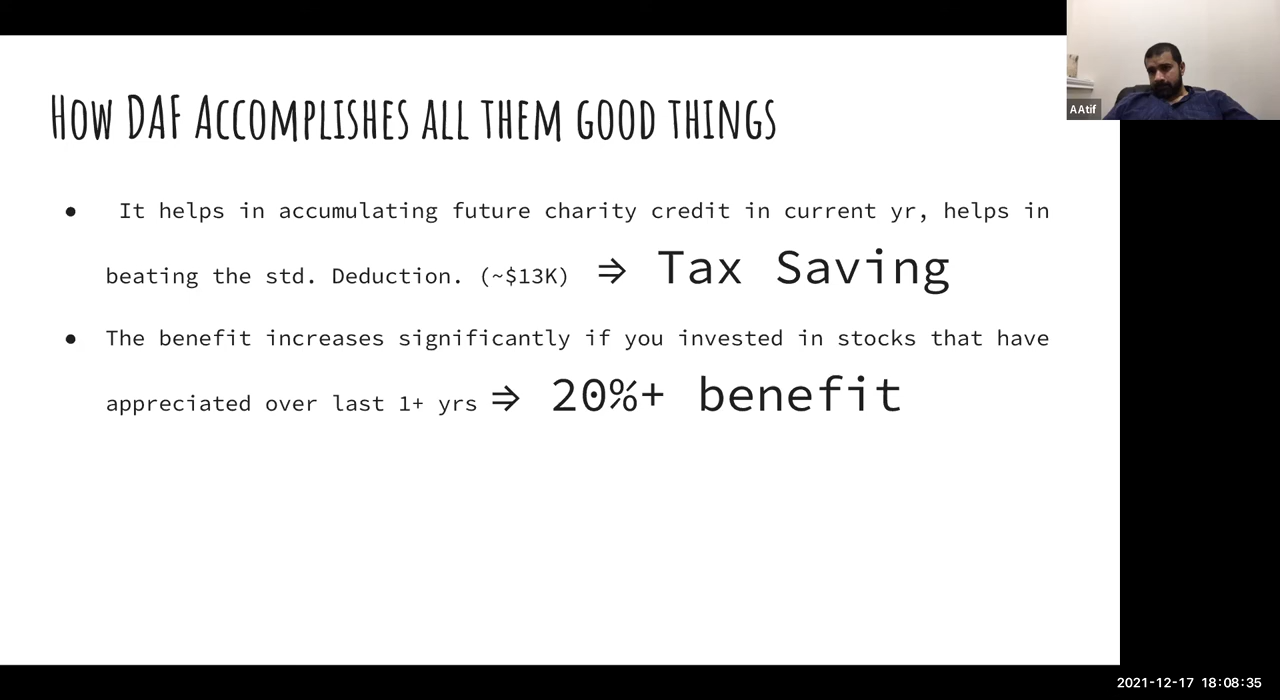 How DAF Accomplishes all them good things
● It helps in accumulating future charity credit in current yr, helps in
beating the std. Deduction. (~$13K) ⇒ Tax Saving
● The benefit increases significantly if you invested in stocks that have
appreciated over last 1+ yrs ⇒ 20%+ benefit
AAtif
2021-12-17 18:08:35